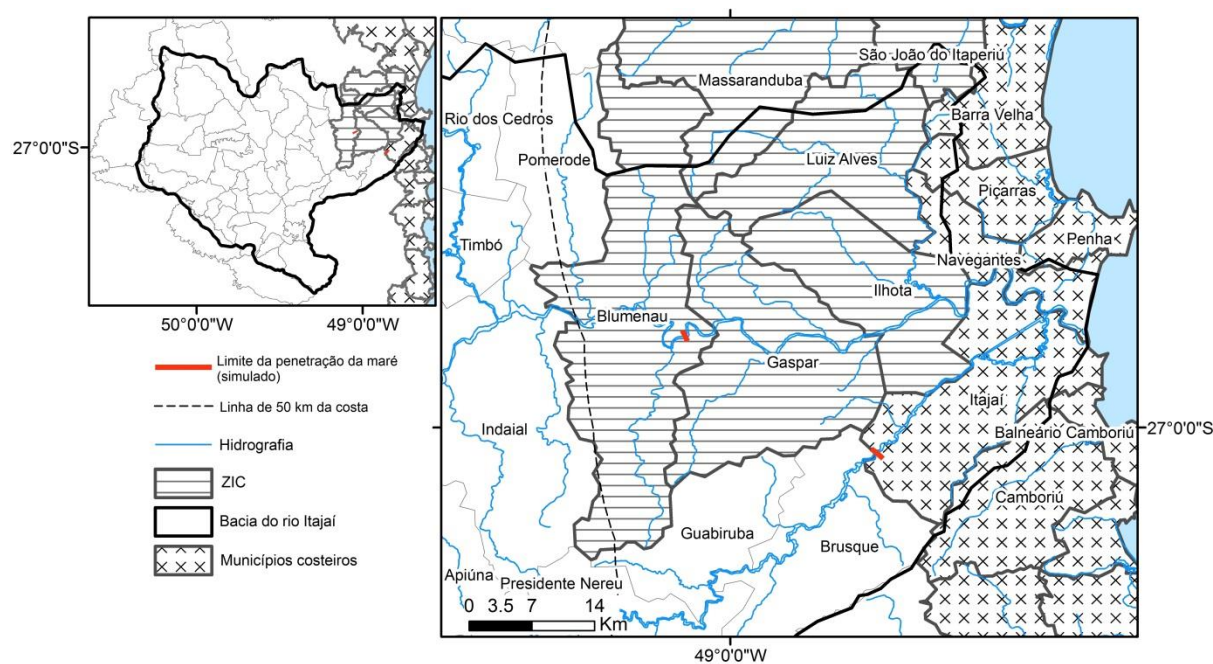 27°0'0"S
50°0'0"W
49°0'0"W
Limite da penetração da maré
(simulado)
Linha de 50 km da costa
Hidrografia
ZIC
Bacia do rio Itajaí
Municípios costeiros
São João do Itaperiú
Massaranduba
Rio dos Cedros
Barra Velha
Pomerode
Luiz Alves
Piçarras
Timbó
Penha
Navegantes
Ilhota
Blumenau
Gaspar
Itajaí
Indaial
Balneário Camboriú
27°0'0"S
Camboriú
Guabiruba
Brusque
Apiúna
Presidente Nereu
0 3.5 7 14
Km
49°0'0"W